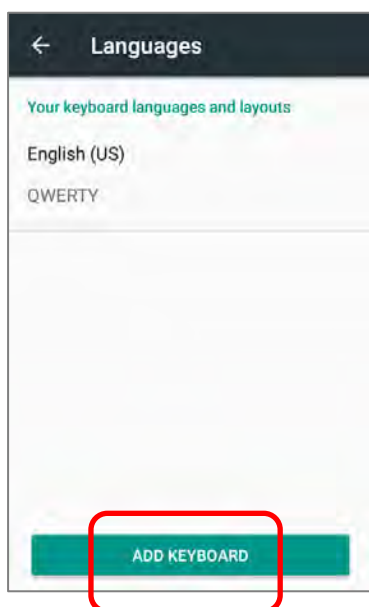 Languages
Your keyboard languages and layouts
English (US)
QWERTY
ADD KEYBOARD